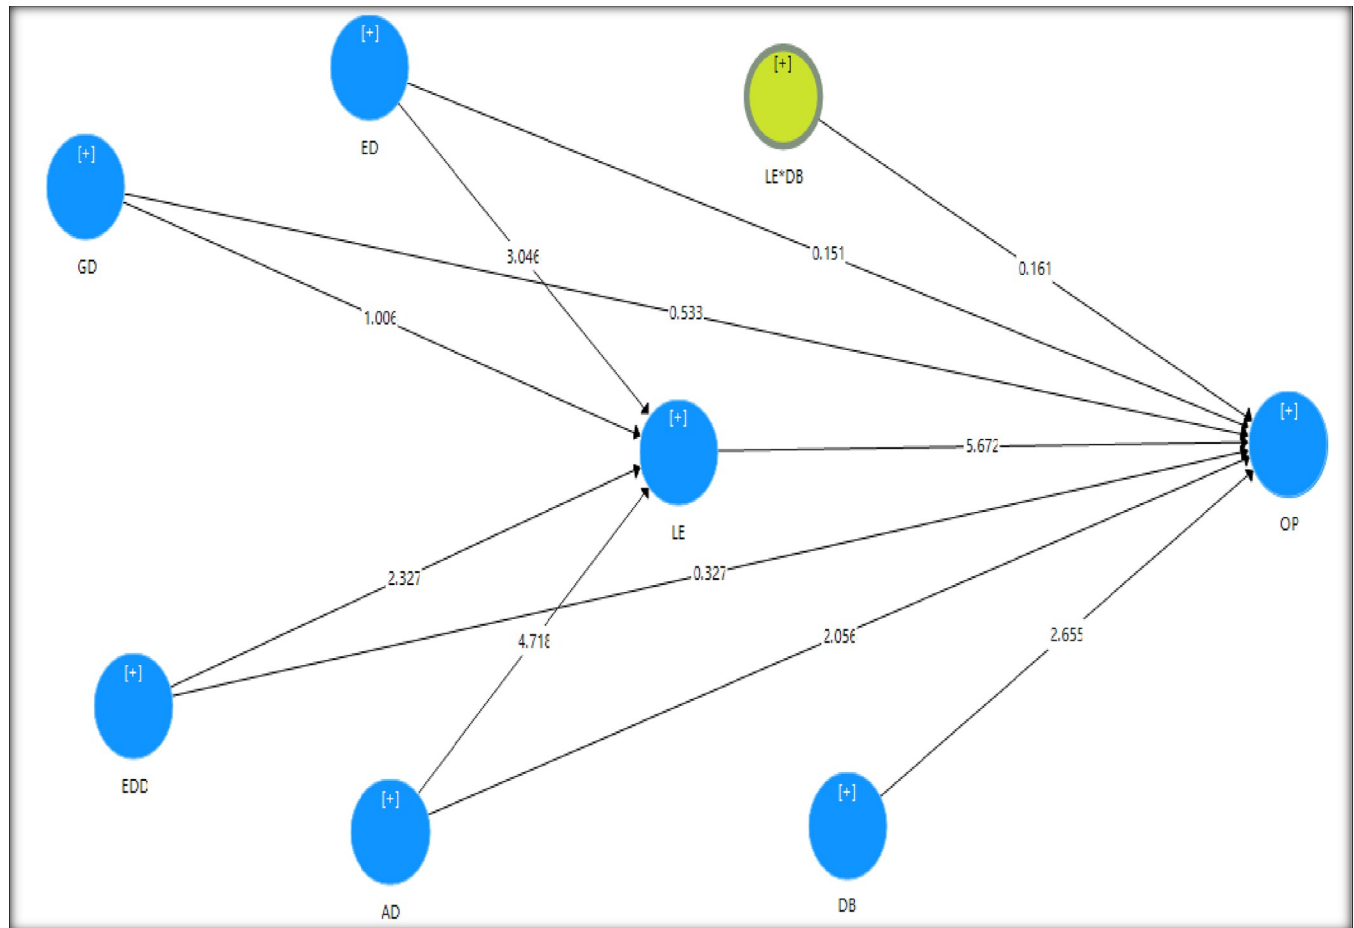 [+]
ED
[+]
LE*DB
[+]
GD
3.046
0.151
0.161
1.006
0.533
[+]
LE
5.672
[+]
OP
2.327
0.327
4.718
2.056
2.655
[+]
EDD
[+]
AD
[+]
DB